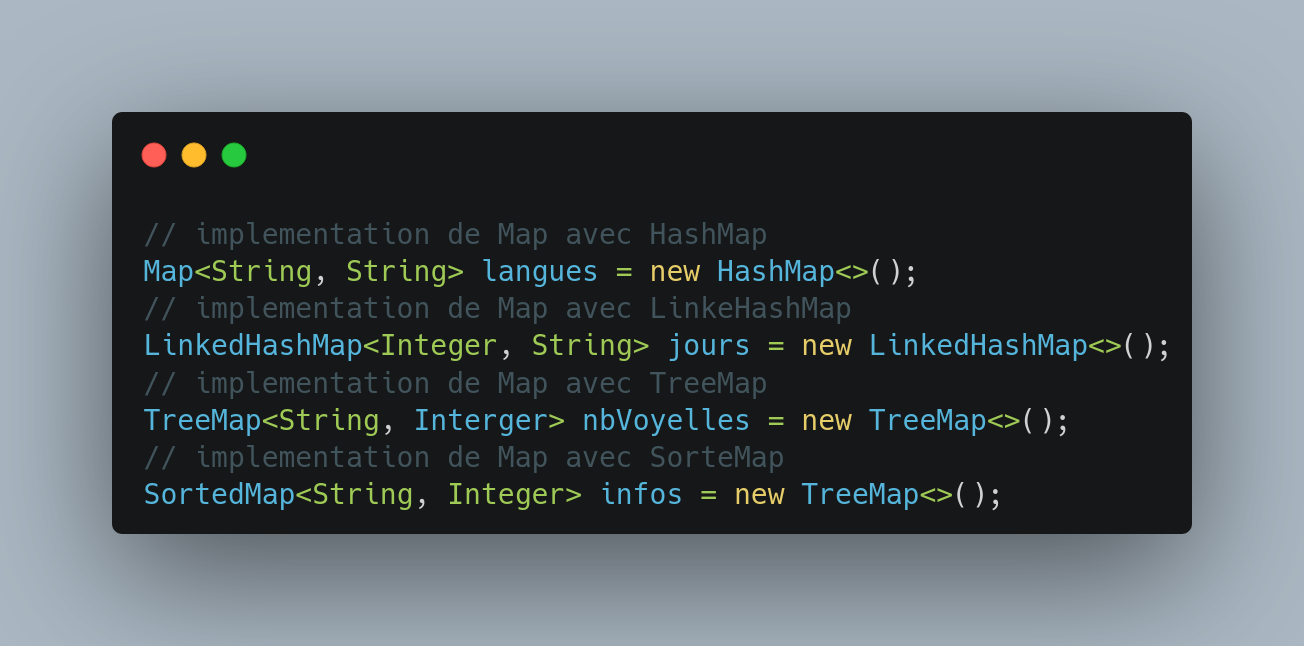 // implementation de Map avec HashMap
Map<String, String> langues = new HashMap<>();
// implementation de Map avec LinkeHashMap
LinkedHashMap<Integer, String> jours = new LinkedHashMap<>();
// implementation de Map avec TreeMap
TreeMap<String, Interger> nbVoyelles = new TreeMap<>();
// implementation de Map avec SorteMap
SortedMap<String, Integer> infos = new TreeMap<>();